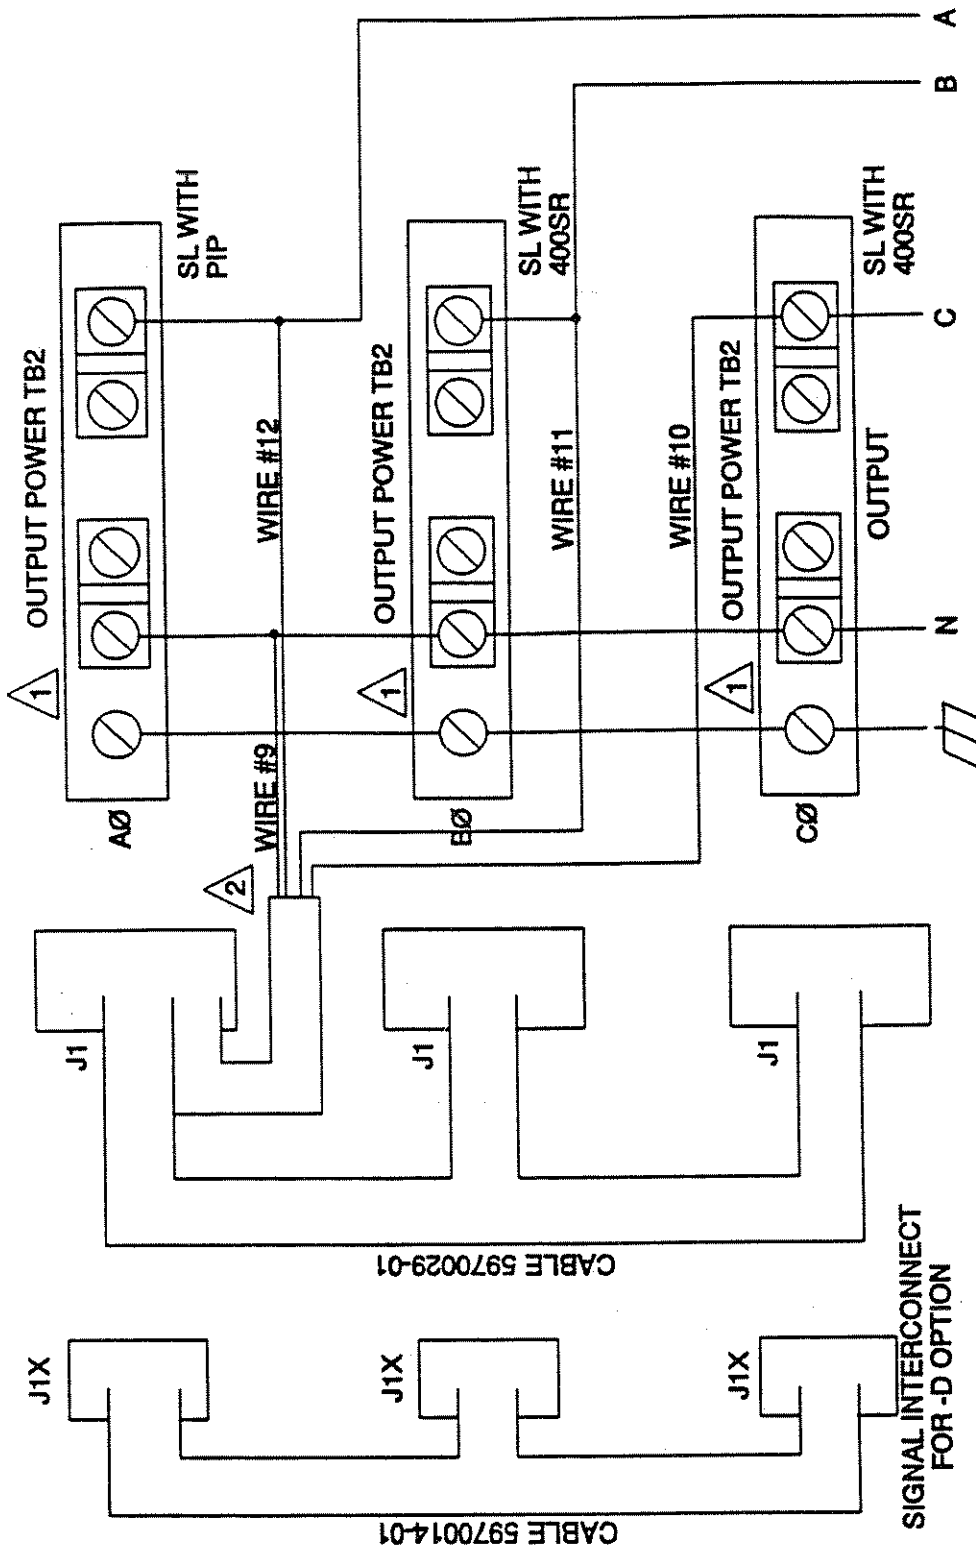 A
B
SL WITH
PIP
OUTPUT POWER TB2
1
AØ
WIRE #12
WIRE #9
2
SL WITH
400SR
OUTPUT POWER TB2
1
BØ
WIRE #11
WIRE #10
SL WITH
400SR
OUTPUT POWER TB2
1
CØ
OUTPUT
C
N
J1
J1
J1
CABLE 5970029-01
J1X
J1X
J1X
CABLE 5970014-01
SIGNAL INTERCONNECT
FOR -D OPTION